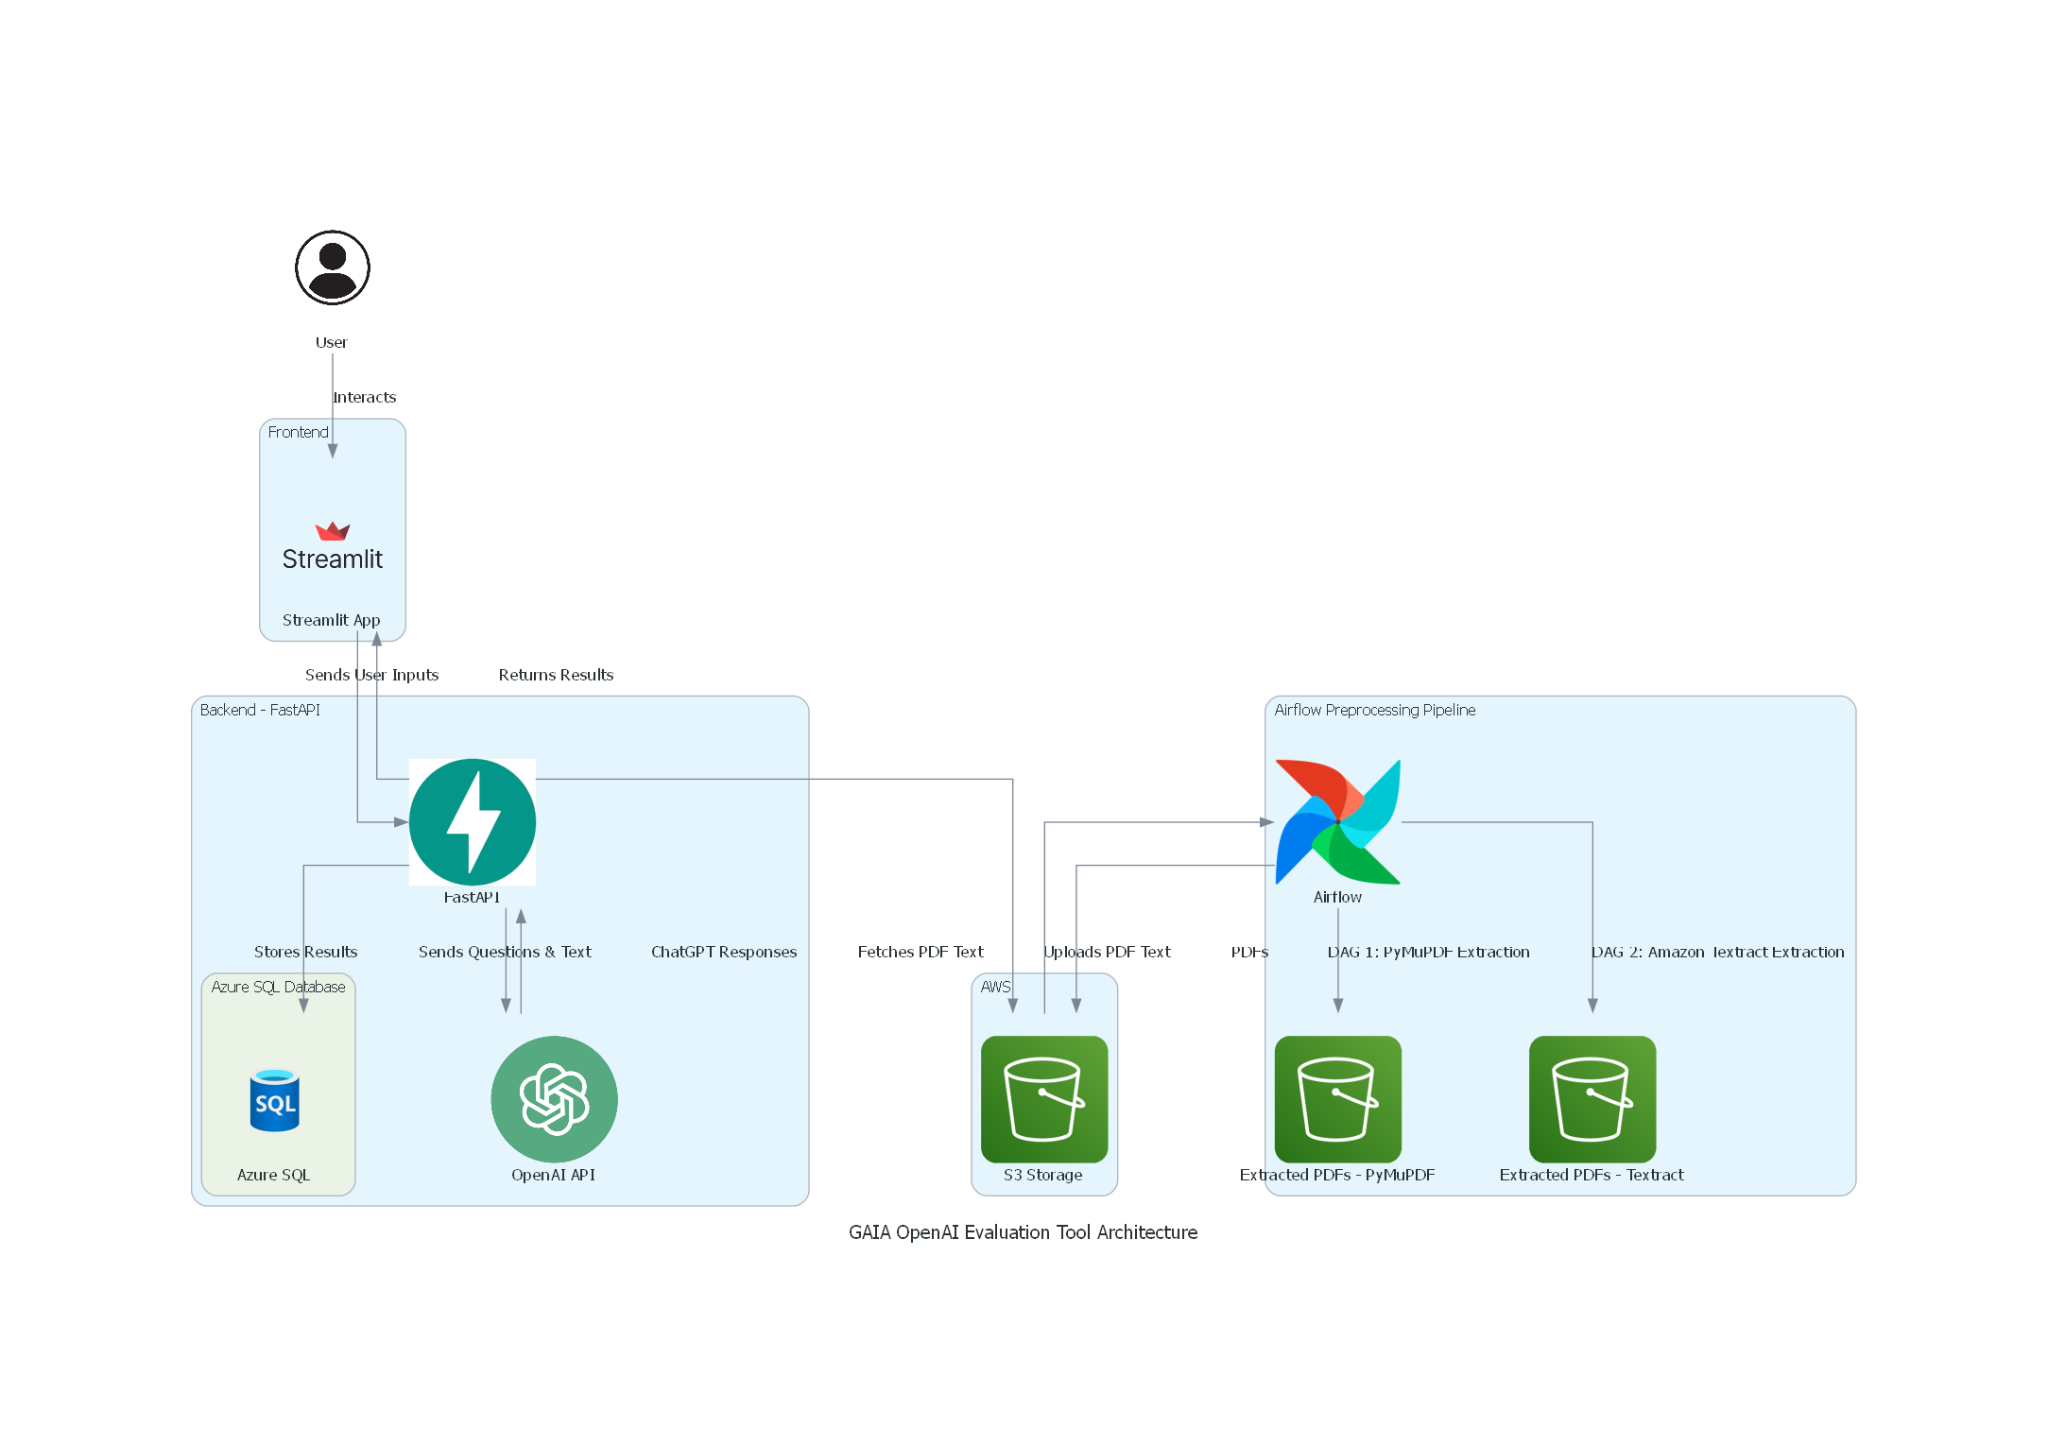 User
Interacts
Frontend
Streamlit
Streamlit App
Sends User Inputs
Returns Results
Backend - FastAPI
Airflow Preprocessing Pipeline
FastAPI
Airflow
Stores Results
Sends Questions & Text
ChatGPT Responses
Fetches PDF Text
Uploads PDF Text
PDFs
DAG 1: PyMuPDF Extraction
DAG 2: Amazon Textract Extraction
Azure SQL Database
AWS
SQL
Azure SQL
OpenAI API
S3 Storage
Extracted PDFs - PyMuPDF
Extracted PDFs - Textract
GAIA OpenAI Evaluation Tool Architecture